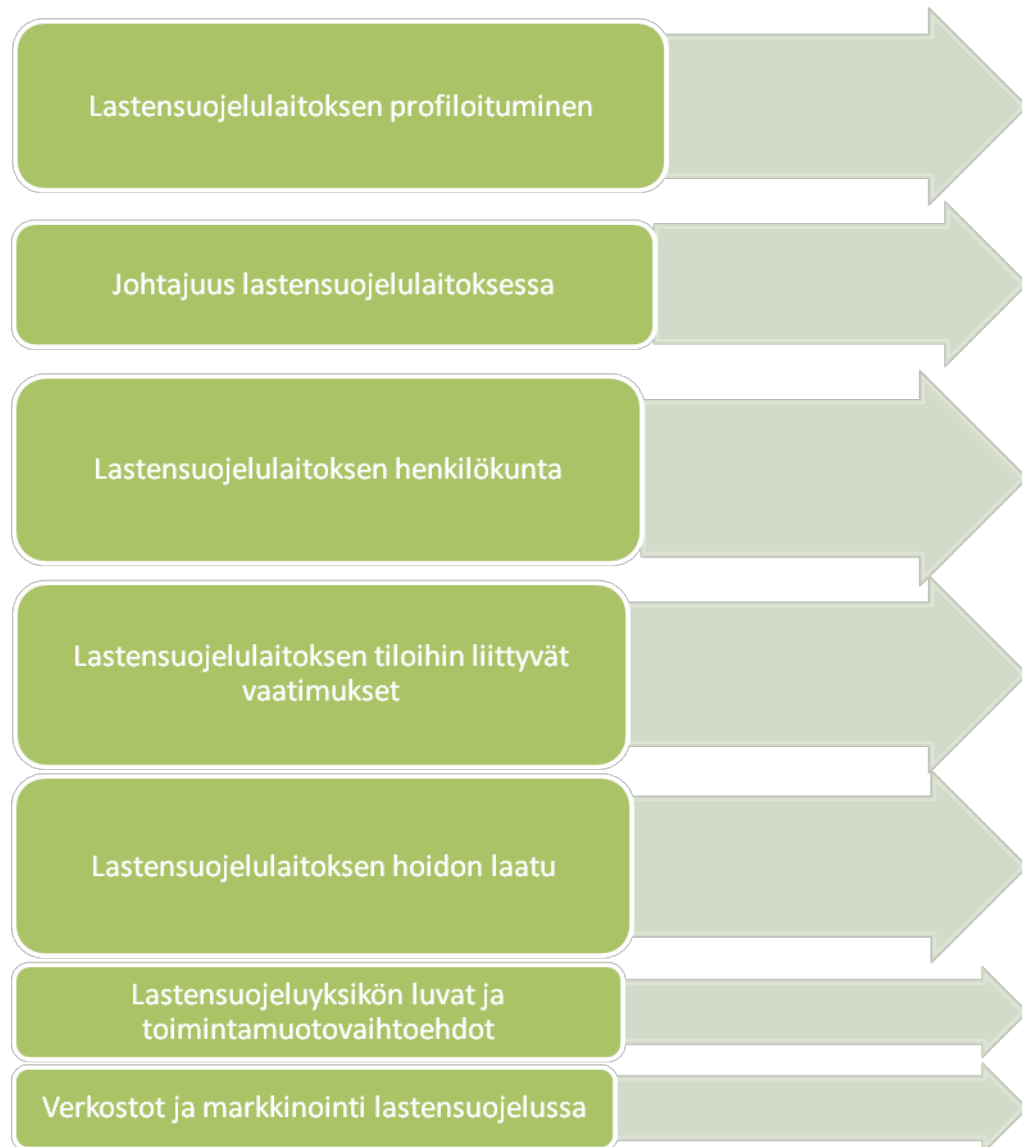 Lastensuojelulaitoksen profiloituminen
Johtajuus lastensuojelulaitoksessa
Lastensuojelulaitoksen henkilökunta
Lastensuojelulaitoksen tiloihin liittyvät
vaatimukset
Lastensuojelulaitoksen hoidon laatu
Lastensuojeluyksikön luvat ja
toimintamuotovaihtoehdot
Verkostot ja markkinointi lastensuojelussa